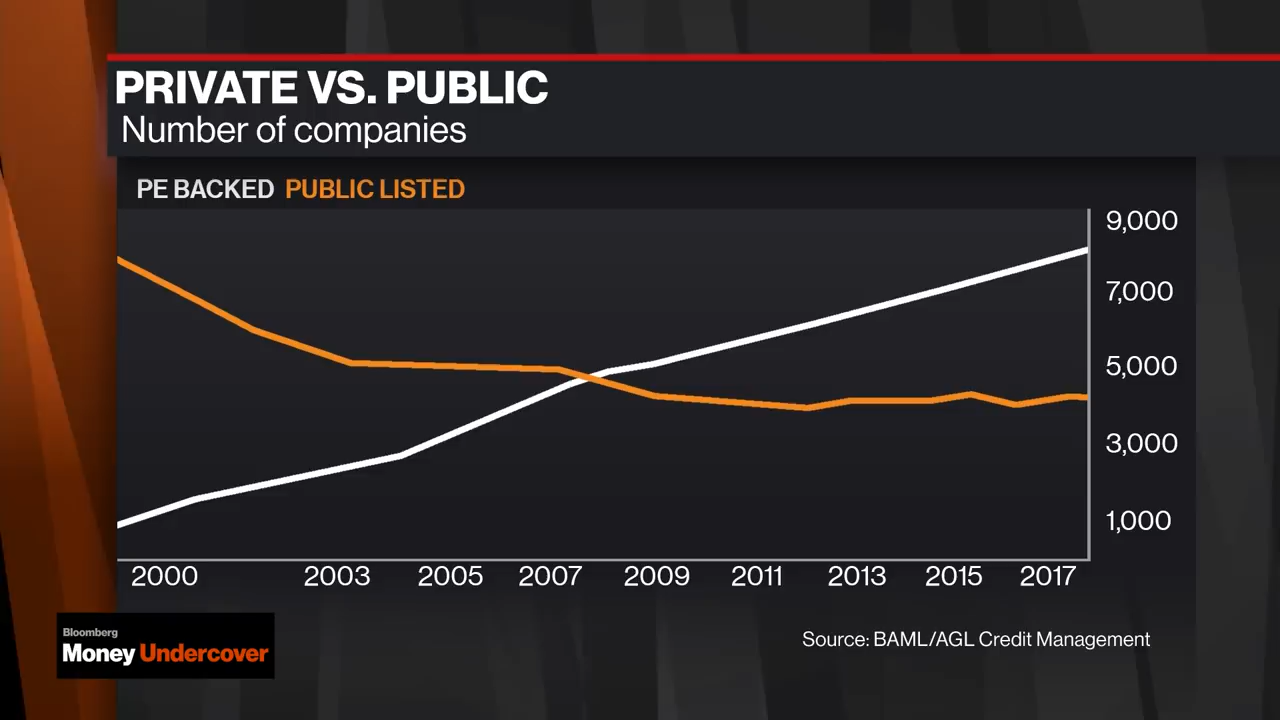 PRIVATE VS. PUBLIC
Number of companies
PE BACKED PUBLIC LISTED
9,000
7,000
5,000
3,000
1,000
2000 2003 2005 2007 2009 2011 2013 2015 2017
Source: BAML/AGL Credit Management
Bloomberg
Money Undercover